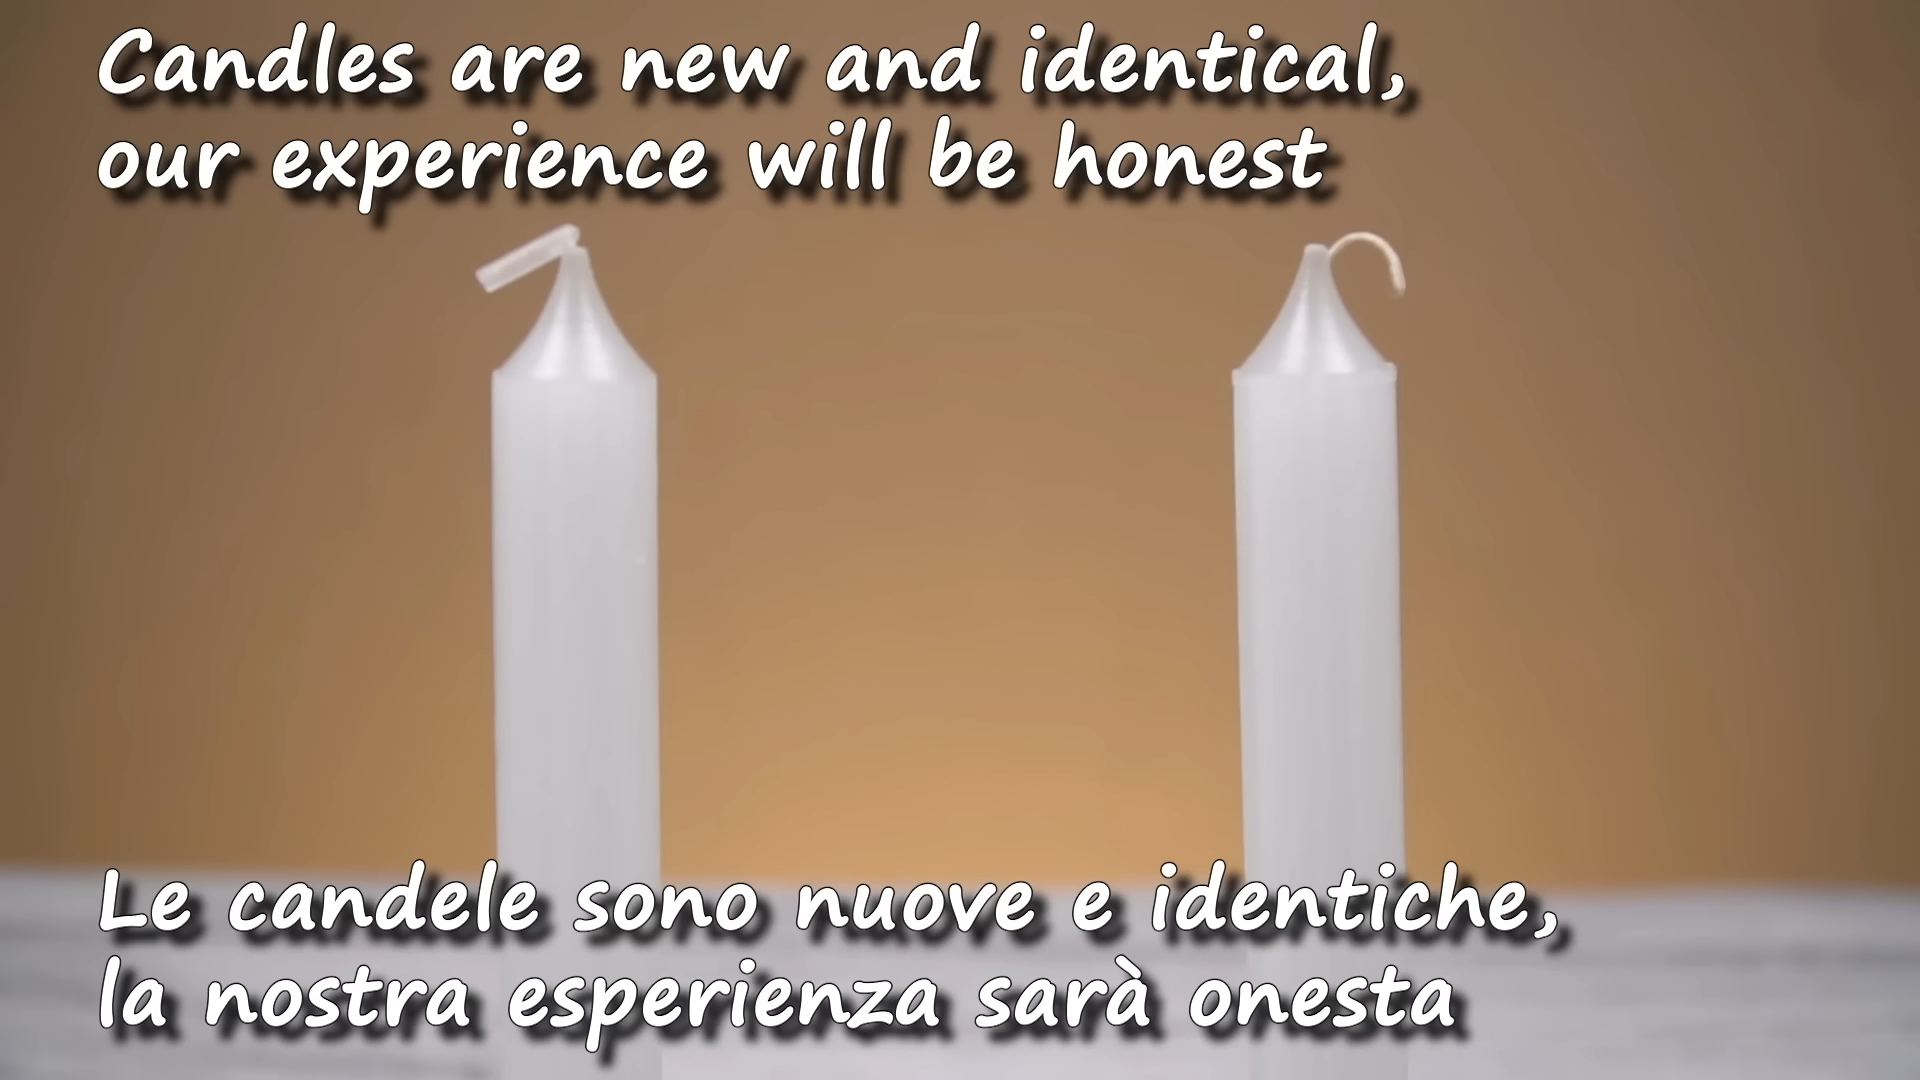 Candles are new and identical,
our experience will be honest
Le candele sono nuove e identiche,
la nostra esperienza sarà onesta